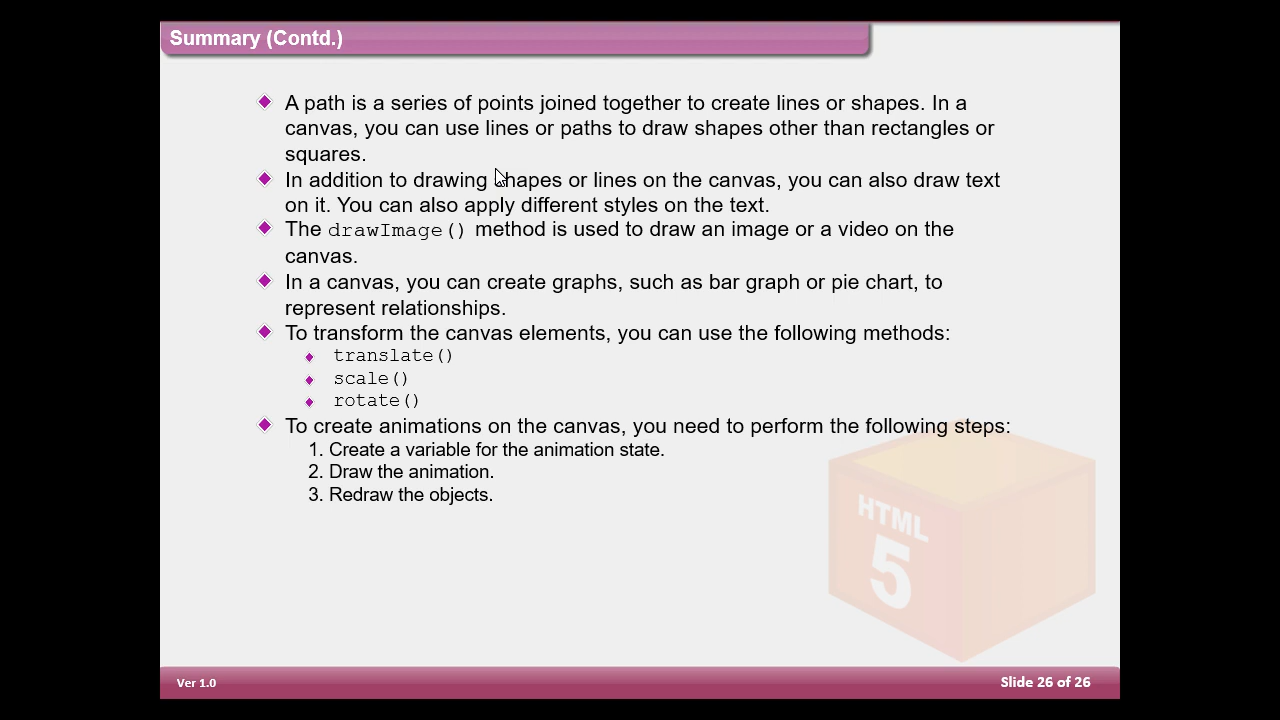 Summary (Contd.)
A path is a series of points joined together to create lines or shapes. In a
canvas, you can use lines or paths to draw shapes other than rectangles or
squares.
In addition to drawing shapes or lines on the canvas, you can also draw text
on it. You can also apply different styles on the text.
The drawImage() method is used to draw an image or a video on the
canvas.
In a canvas, you can create graphs, such as bar graph or pie chart, to
represent relationships.
To transform the canvas elements, you can use the following methods:
translate()
scale()
rotate()
To create animations on the canvas, you need to perform the following steps:
1. Create a variable for the animation state.
2. Draw the animation.
3. Redraw the objects.
HTML
5
Ver 1.0
Slide 26 of 26